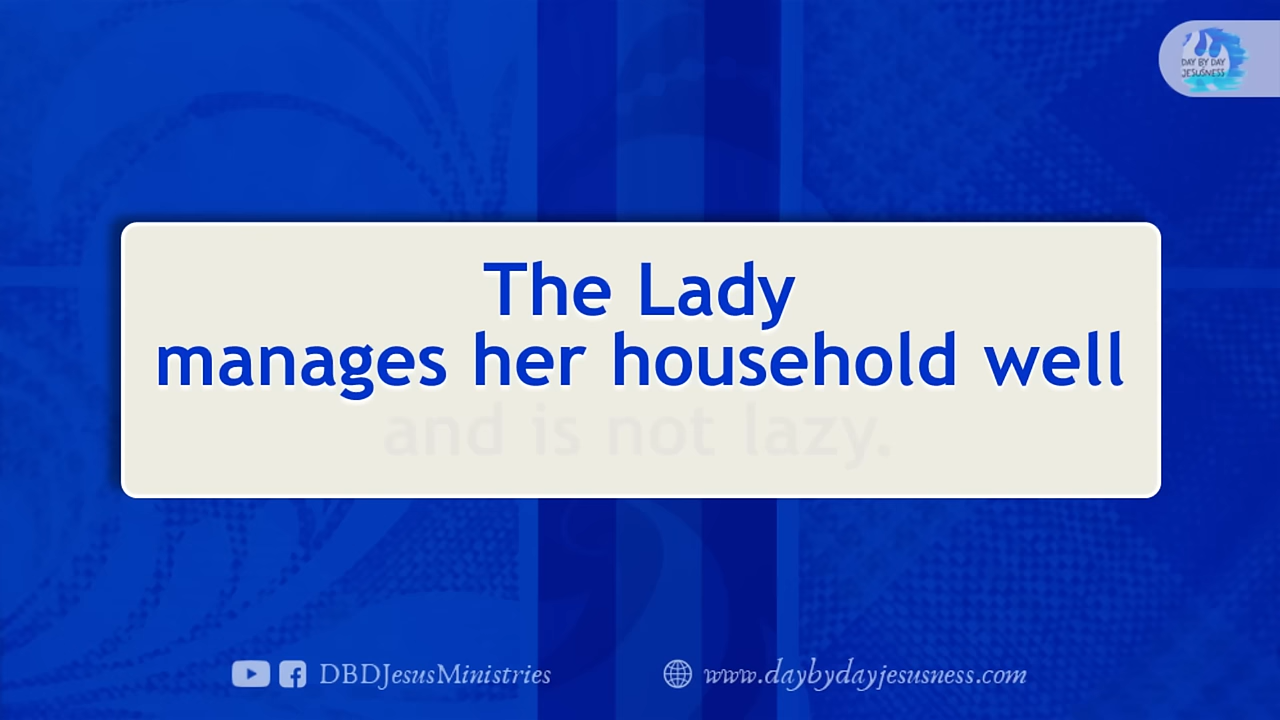 DAY BY DAY
JESUSNESS
The Lady
manages her household well
and is not lazy.
DBDJesusMinistries
www.daybydayjesusness.com